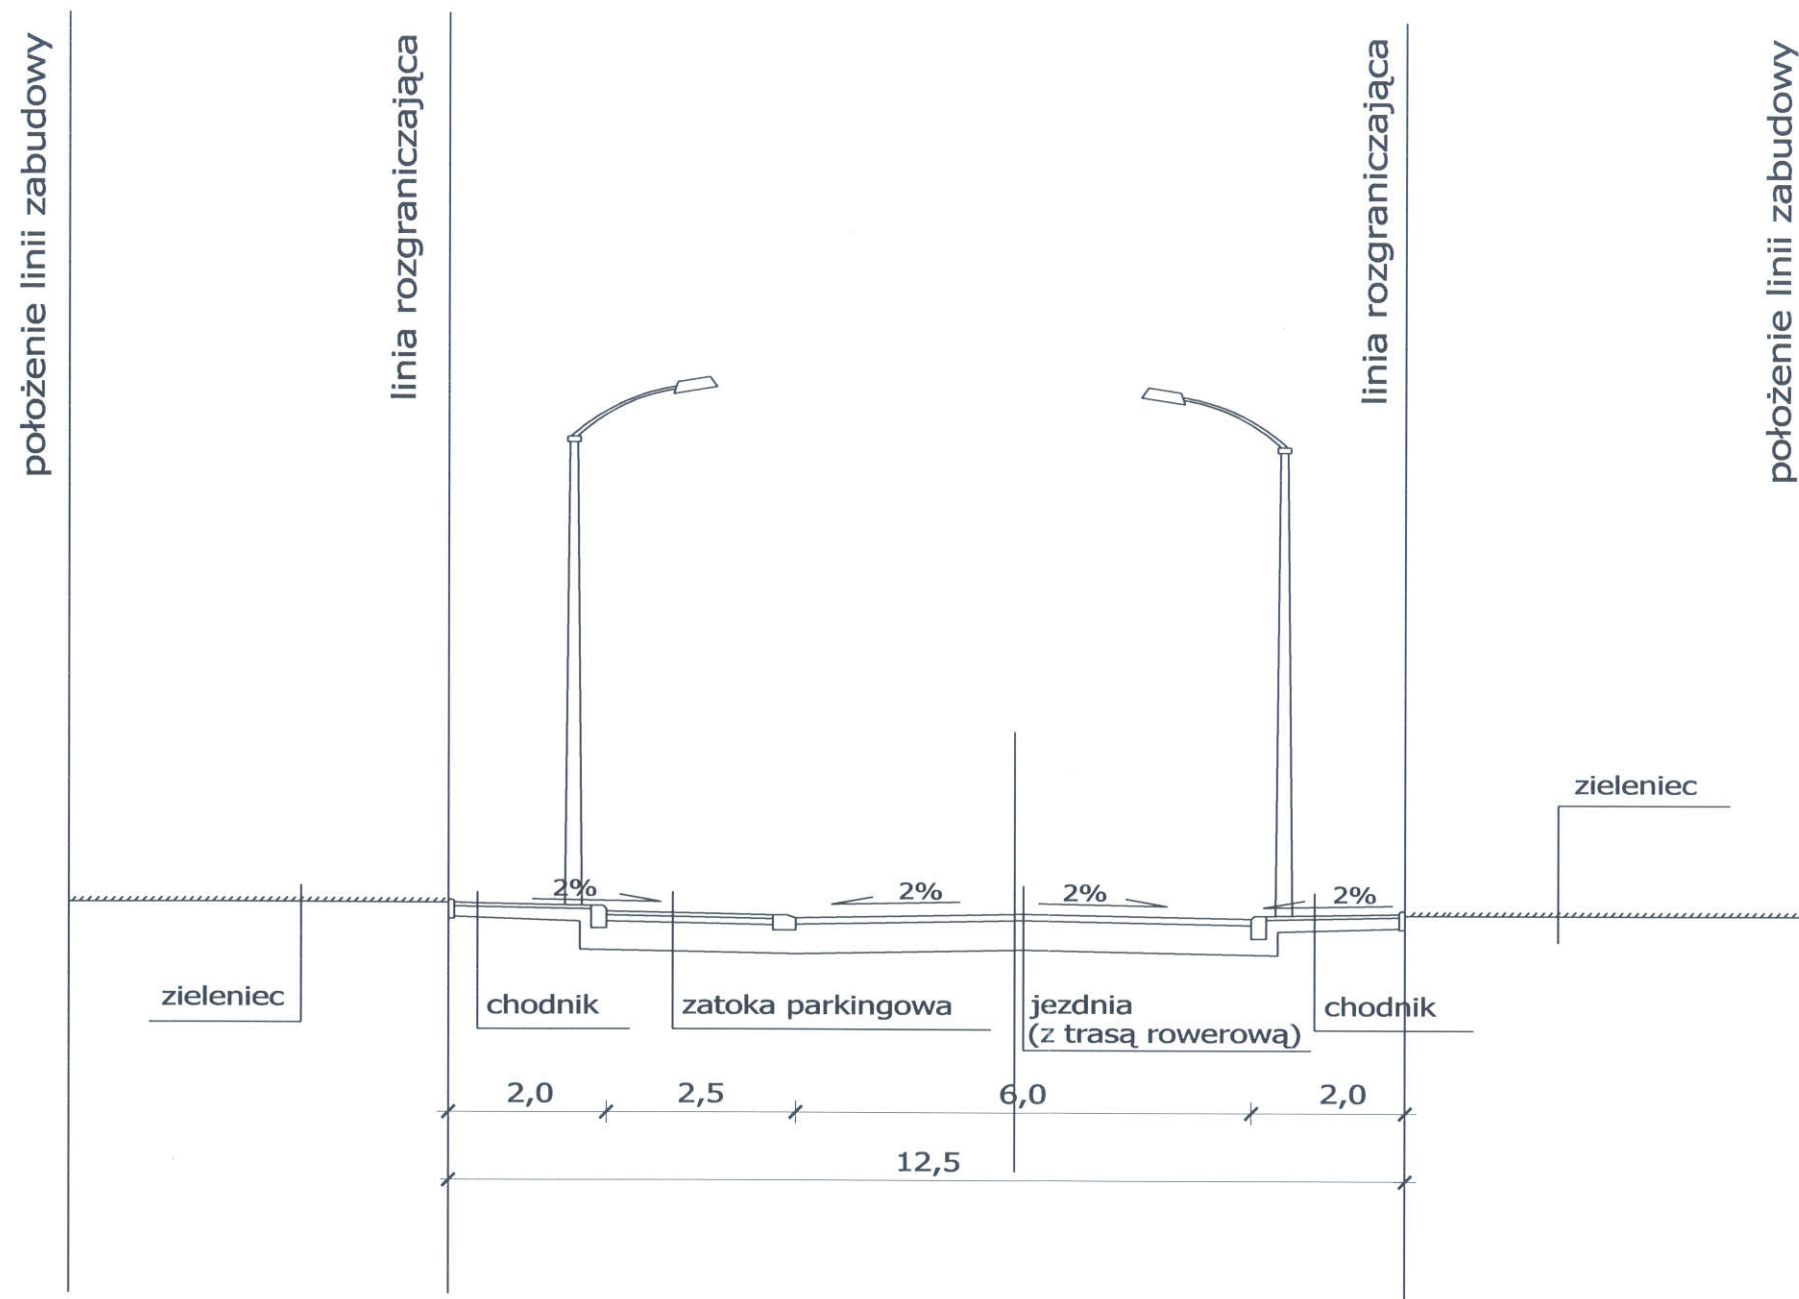 położenie linii zabudowy
linia rozgraniczająca
linia rozgraniczająca
położenie linii zabudowy
zieleniec
2%
2%
2%
2%
zieleniec
chodnik
zatoka parkingowa
jezdnia
(z trasą rowerową)
chodnik
2,0
2,5
6,0
2,0
12,5